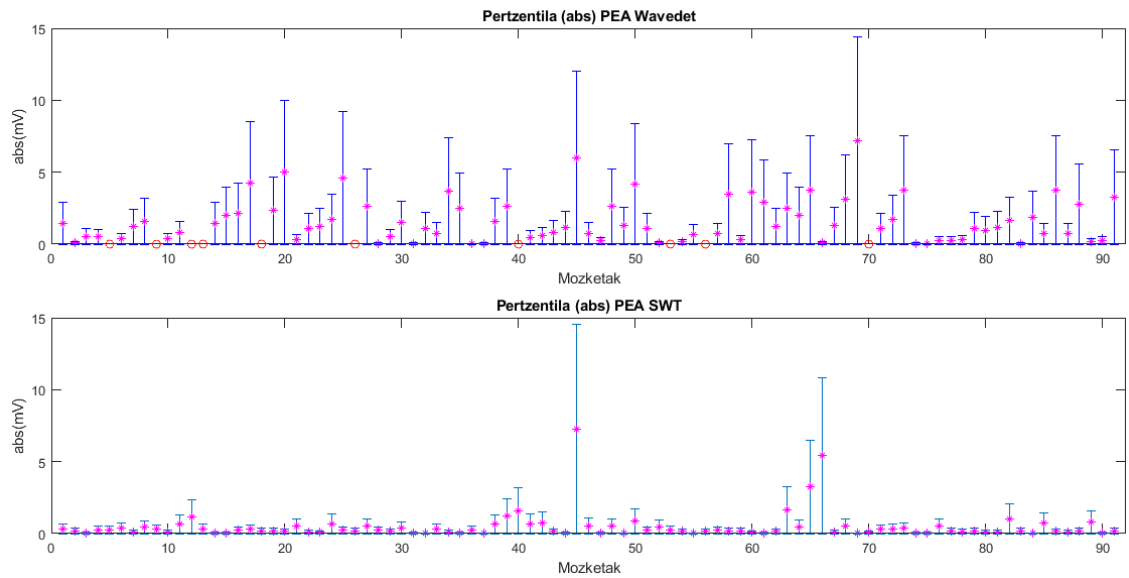 Pertzentila (abs) PEA Wavedet
15
10
5
0
abs(mV)
0 10 20 30 40 50 60 70 80 90
Mozketak
Pertzentila (abs) PEA SWT
15
10
5
0
abs(mV)
0 10 20 30 40 50 60 70 80 90
Mozketak